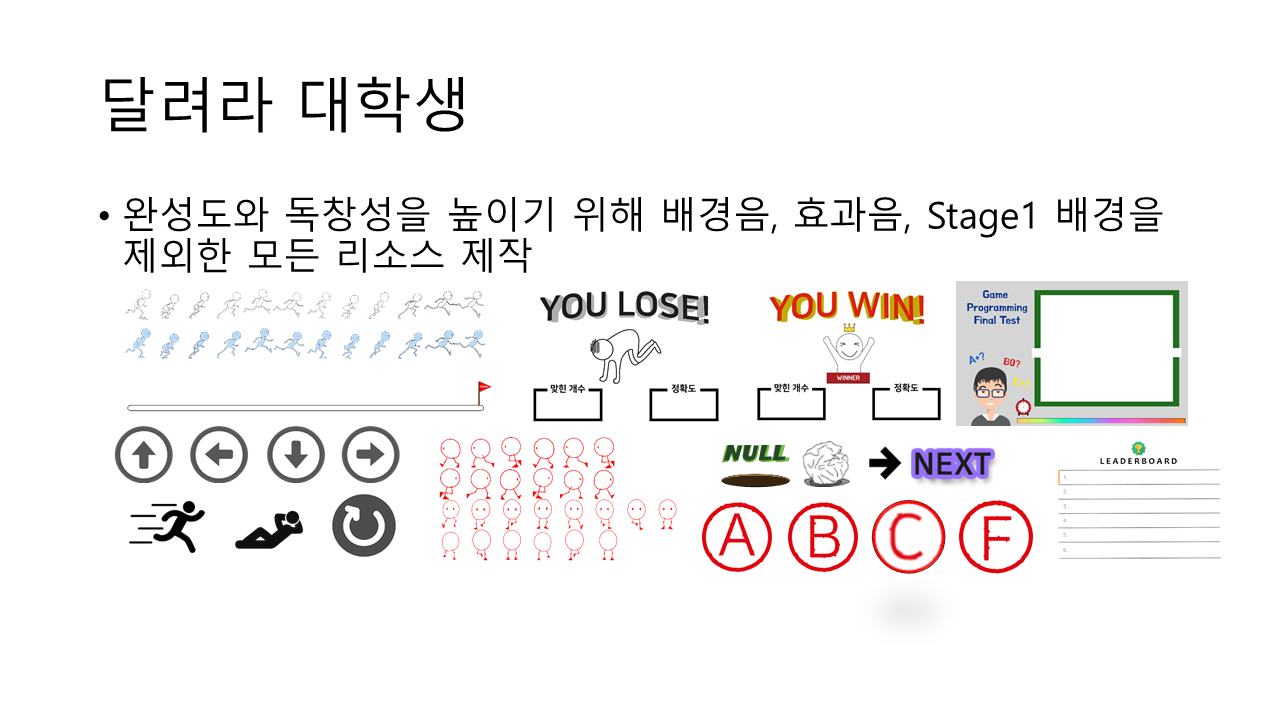 달려라 대학생
• 완성도와 독창성을 높이기 위해 배경음, 효과음, Stage1 배경을
제외한 모든 리소스 제작
YOU LOSE!
맞힌 개수
정확도
YOU WIN!
WINNER
맞힌 개수
정확도
Game
Programming
Final Test
A+?
B0?
NULL
NEXT
A
B
C
F
LEADERBOARD
1.
2.
3.
4.
5.
6.